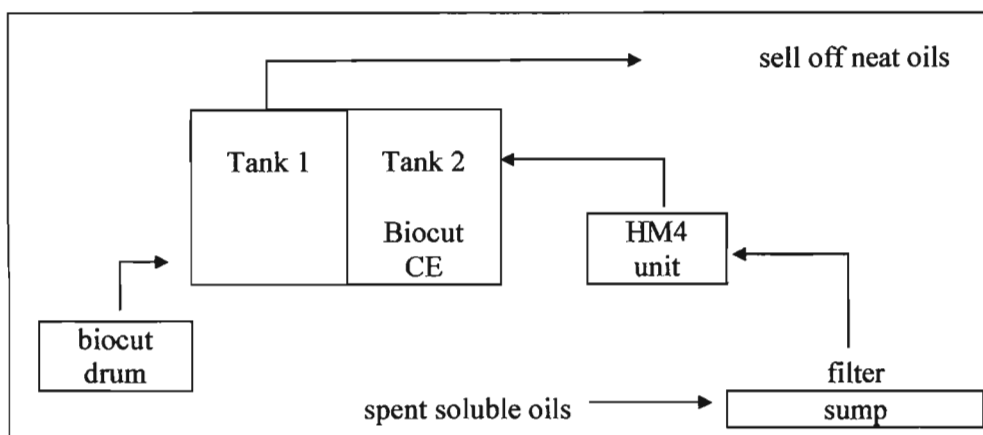 sell off neat oils
Tank 1
Tank 2
Biocut
CE
HM4
unit
biocut
drum
filter
spent soluble oils
sump